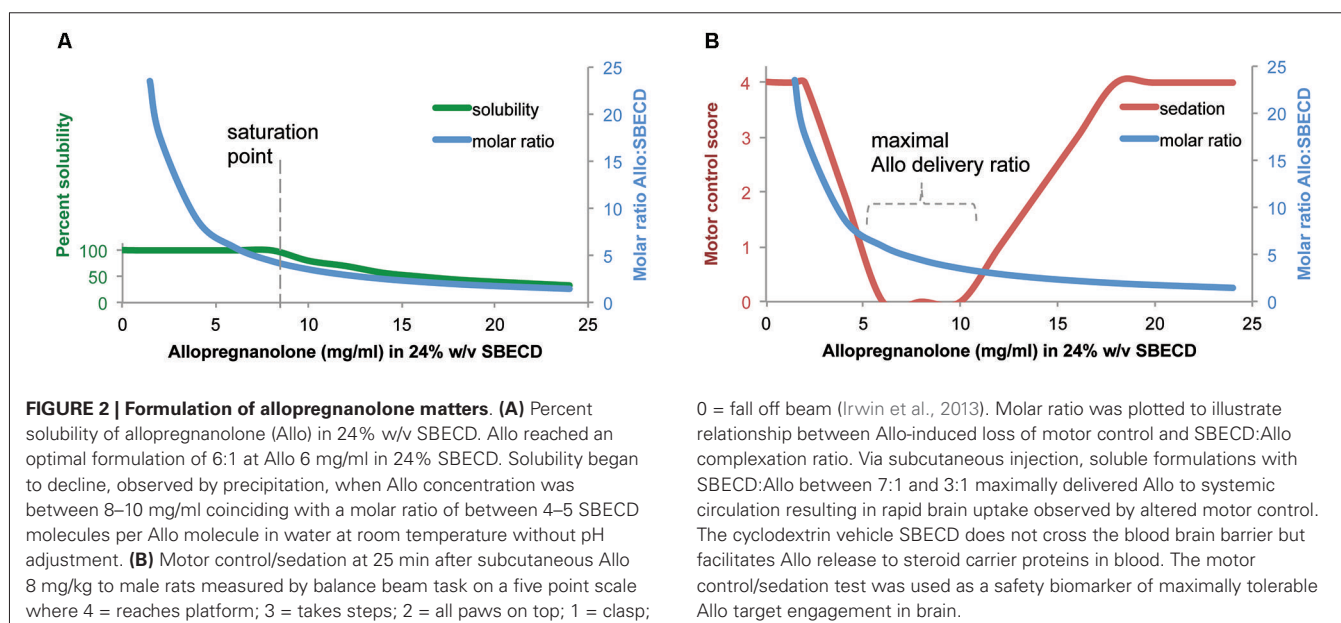 A
25
20
15
10
5
0
Molar ratio Allo:SBECD
solubility
molar ratio
saturation
point
Percent solubility
100
50
0
0 5 10 15 20 25
Allopregnanolone (mg/ml) in 24% w/v SBECD
B
4
3
2
1
0
Motor control score
25
20
15
10
5
0
Molar ratio Allo:SBECD
sedation
molar ratio
maximal
Allo delivery ratio
0 5 10 15 20 25
Allopregnanolone (mg/ml) in 24% w/v SBECD
FIGURE 2 | Formulation of allopregnanolone matters. (A) Percent
solubility of allopregnanolone (Allo) in 24% w/v SBECD. Allo reached an
optimal formulation of 6:1 at Allo 6 mg/ml in 24% SBECD. Solubility began
to decline, observed by precipitation, when Allo concentration was
between 8–10 mg/ml coinciding with a molar ratio of between 4–5 SBECD
molecules per Allo molecule in water at room temperature without pH
adjustment. (B) Motor control/sedation at 25 min after subcutaneous Allo
8 mg/kg to male rats measured by balance beam task on a five point scale
where 4 = reaches platform; 3 = takes steps; 2 = all paws on top; 1 = clasp;
0 = fall off beam (Irwin et al., 2013). Molar ratio was plotted to illustrate
relationship between Allo-induced loss of motor control and SBECD:Allo
complexation ratio. Via subcutaneous injection, soluble formulations with
SBECD:Allo between 7:1 and 3:1 maximally delivered Allo to systemic
circulation resulting in rapid brain uptake observed by altered motor control.
The cyclodextrin vehicle SBECD does not cross the blood brain barrier but
facilitates Allo release to steroid carrier proteins in blood. The motor
control/sedation test was used as a safety biomarker of maximally tolerable
Allo target engagement in brain.